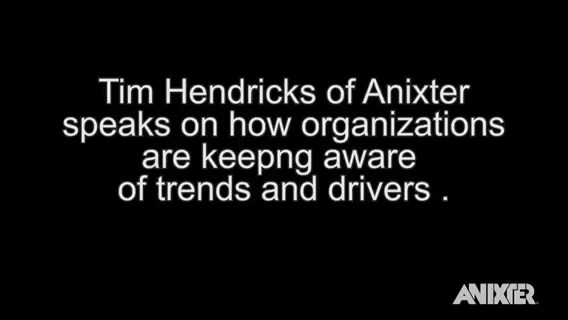 Tim Hendricks of Anixter
speaks on how organizations
are keepng aware
of trends and drivers .
ANIXTER